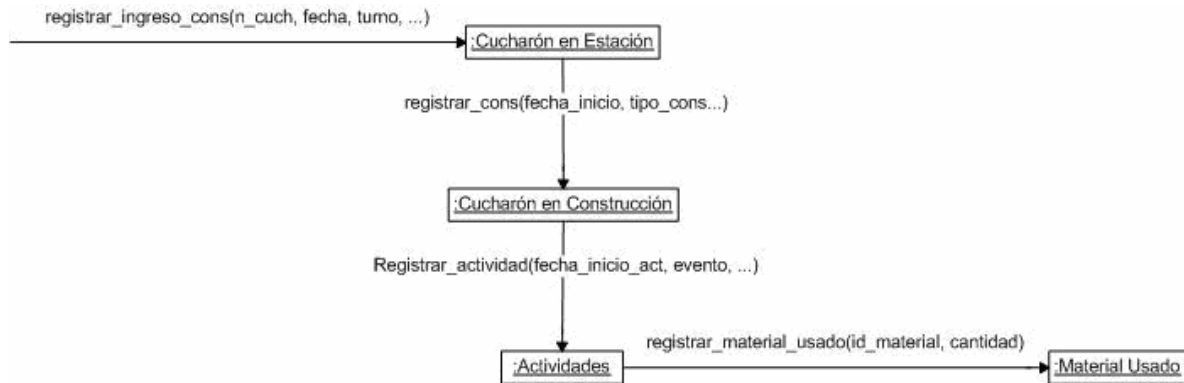 registrar_ingreso_cons(n_cuch, fecha, turno, ...)
:Cucharón en Estación
registrar_cons(fecha_inicio, tipo_cons...)
:Cucharón en Construcción
Registrar_actividad(fecha_inicio_act, evento, ...)
registrar_material_usado(id_material, cantidad)
:Actividades
:Material Usado